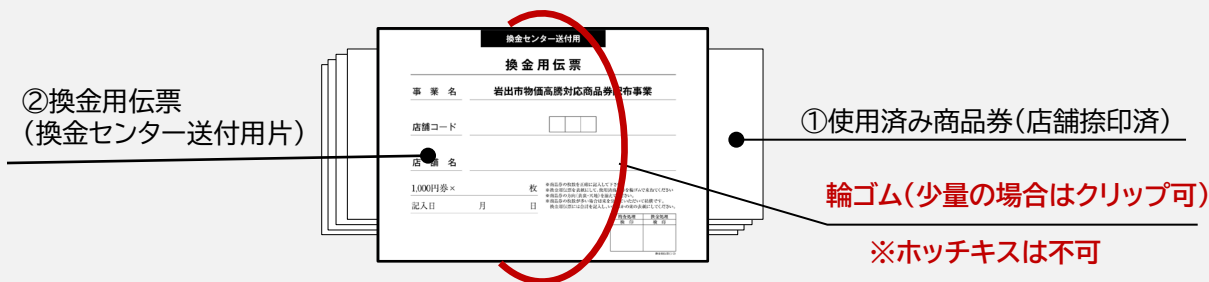 換金センター送付用
換金用伝票
事業名 岩出市物価高騰対応商品券配布事業
店舗コード
店舗名
1,000円券× 枚
記入日 月 日
②換金用伝票
(換金センター送付用片)
①使用済み商品券(店舗捺印済)
輪ゴム(少量の場合はクリップ可)
※ホッチキスは不可